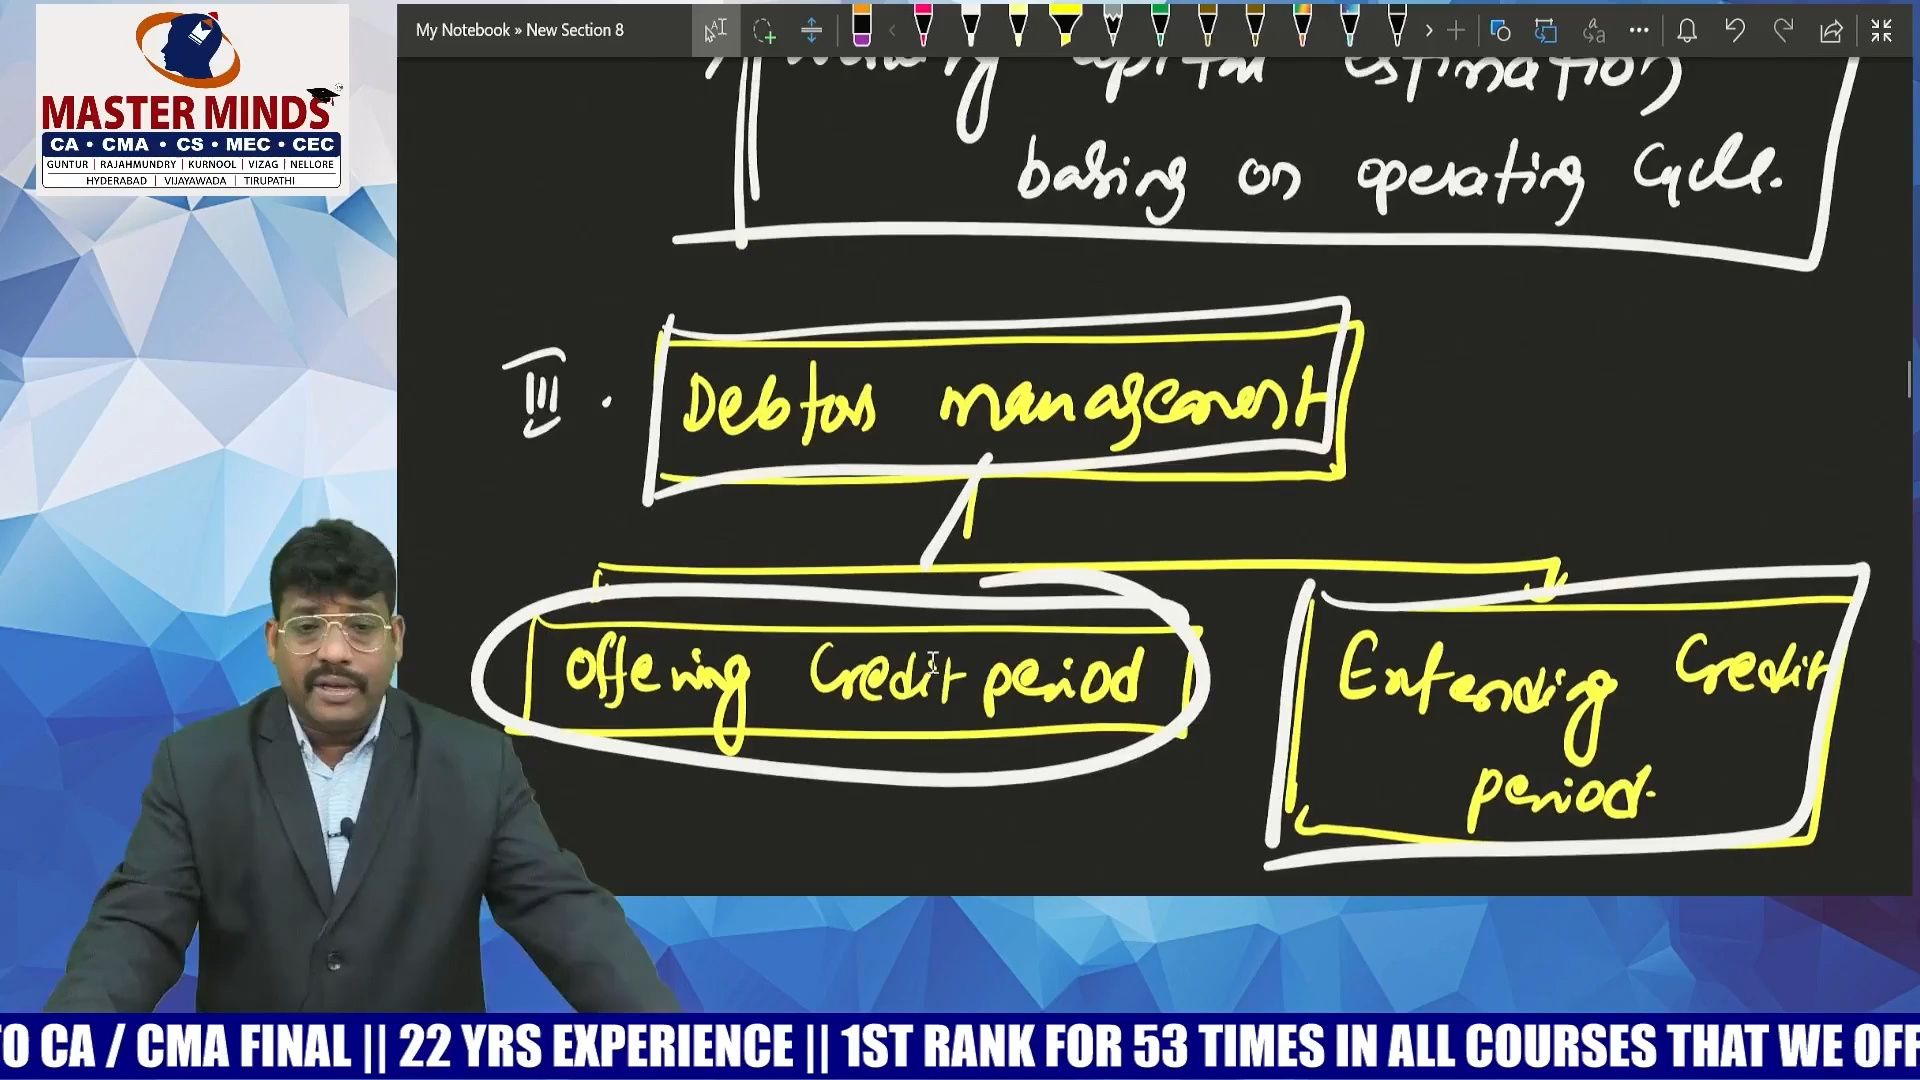 My Notebook » New Section 8
MASTER MINDS
CA • CMA • CS • MEC • CEC
GUNTUR | RAJAHMUNDRY | KURNOOL | VIZAG | NELLORE
HYDERABAD | VIJAYAWADA | TIRUPATHI
capital estimation
basing on operating Cycle.
III. Debtors management
Offering Credit period
Extending Credit
period.
TO CA / CMA FINAL || 22 YRS EXPERIENCE || 1ST RANK FOR 53 TIMES IN ALL COURSES THAT WE OFF